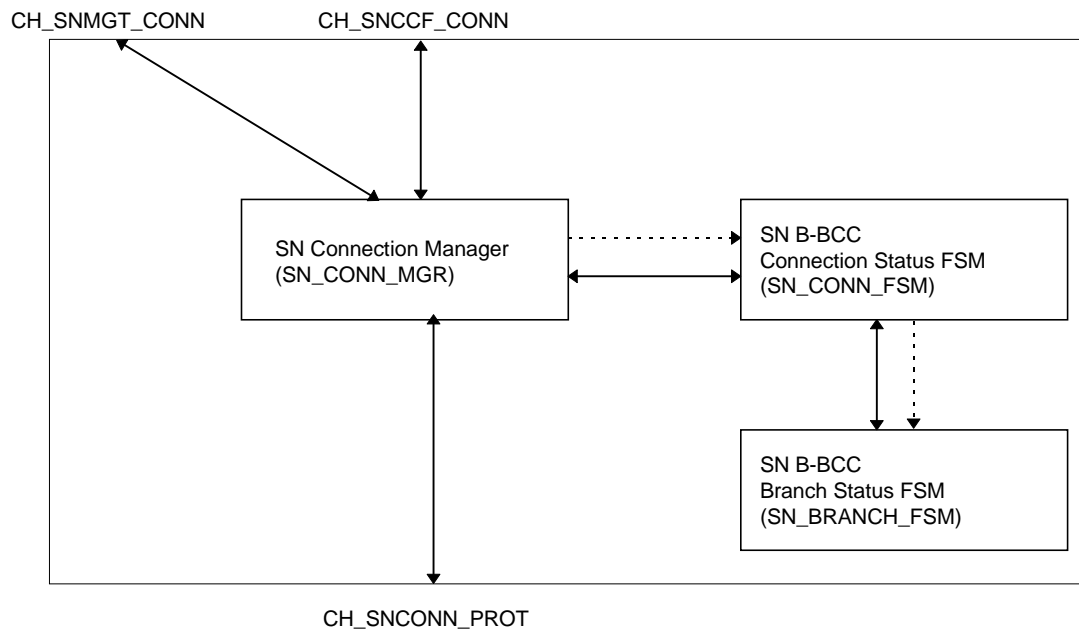 CH_SNMGT_CONN
CH_SNCCF_CONN
SN Connection Manager
(SN_CONN_MGR)
SN B-BCC
Connection Status FSM
(SN_CONN_FSM)
SN B-BCC
Branch Status FSM
(SN_BRANCH_FSM)
CH_SNCONN_PROT